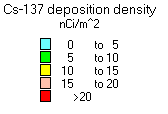 Cs-137 deposition density
nCi/m^2
0 to 5
5 to 10
10 to 15
15 to 20
>20